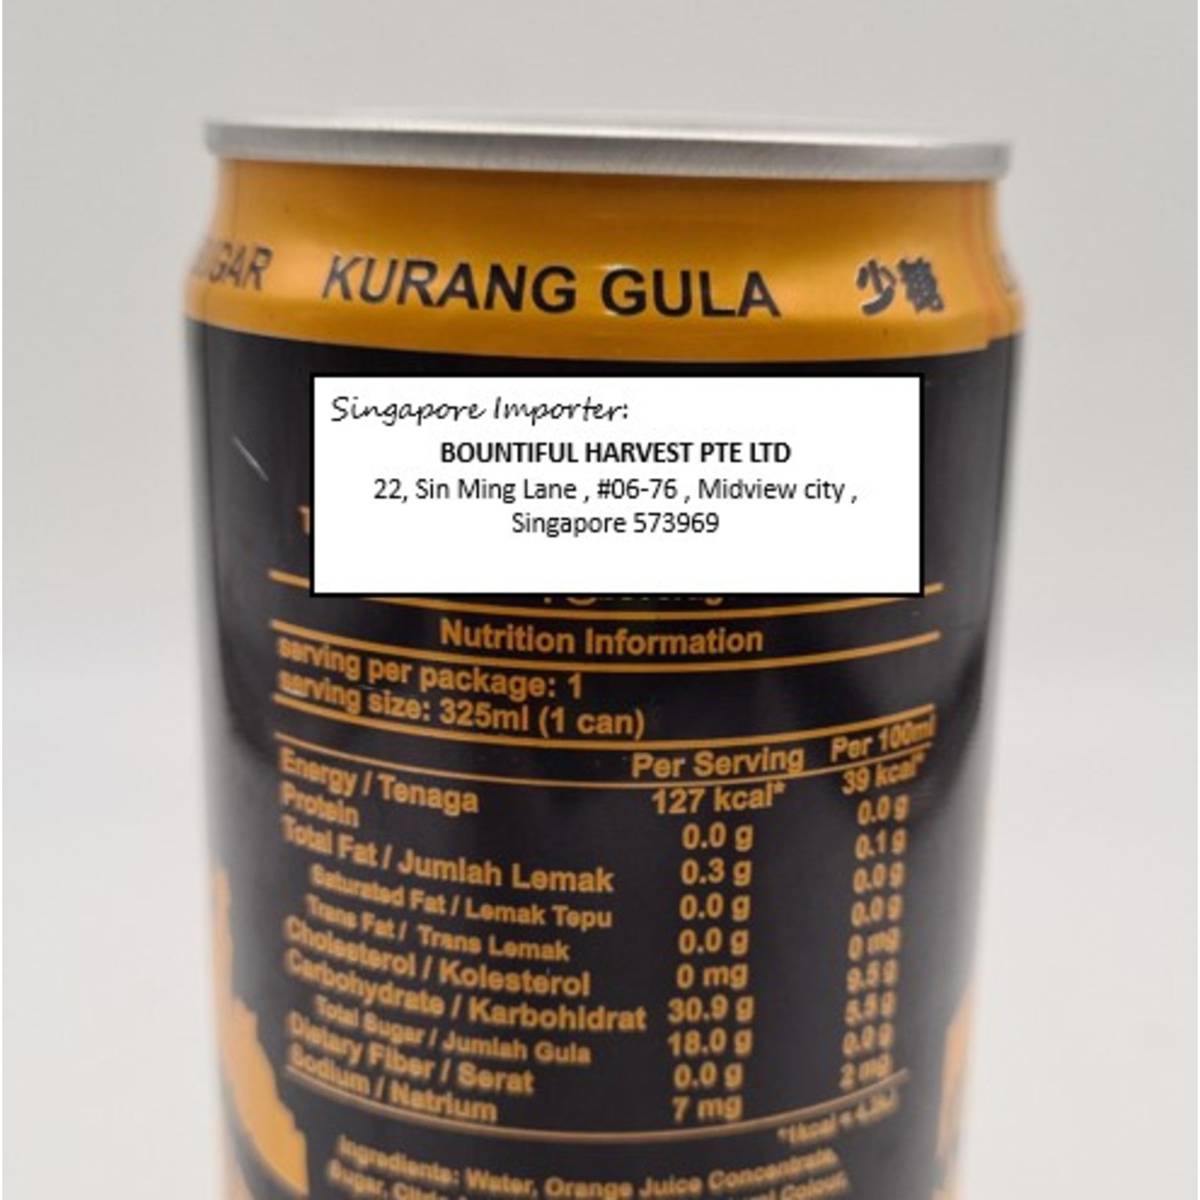 KURANG GULA 少糖
Singapore Importer:
BOUNTIFUL HARVEST PTE LTD
22, Sin Ming Lane , #06-76 , Midview city ,
Singapore 573969
Nutrition Information
serving per package: 1
serving size: 325ml (1 can)
Per Serving Per 100ml
Energy / Tenaga 127 kcal* 39 kcal*
Protein 0.0 g 0.0 g
Total Fat / Jumlah Lemak 0.3 g 0.1 g
Saturated Fat / Lemak Tepu 0.0 g 0.0 g
Trans Fat / Trans Lemak 0.0 g 0.0 g
Cholesterol / Kolesterol 0 mg 0 mg
Carbohydrate / Karbohidrat 30.9 g 9.5 g
Total Sugar / Jumlah Gula 18.0 g 5.5 g
Dietary Fiber / Serat 0.0 g 0.0 g
Sodium / Natrium 7 mg 2 mg
Ingredients: Water, Orange Juice Concentrate,
Sugar,